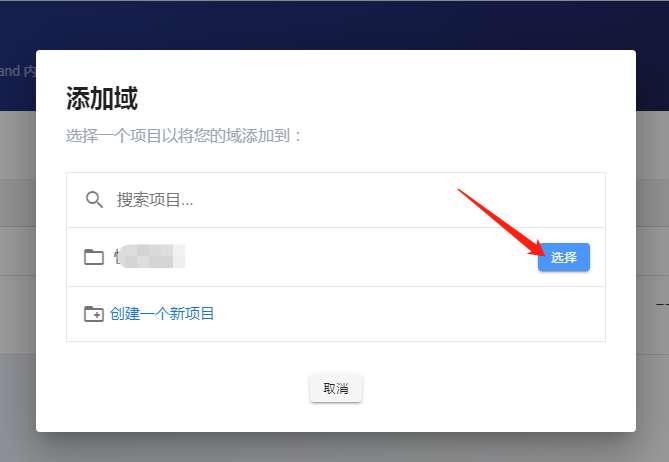 and 内
添加域
选择一个项目以将您的域添加到：
搜索项目...
选择
创建一个新项目
取消